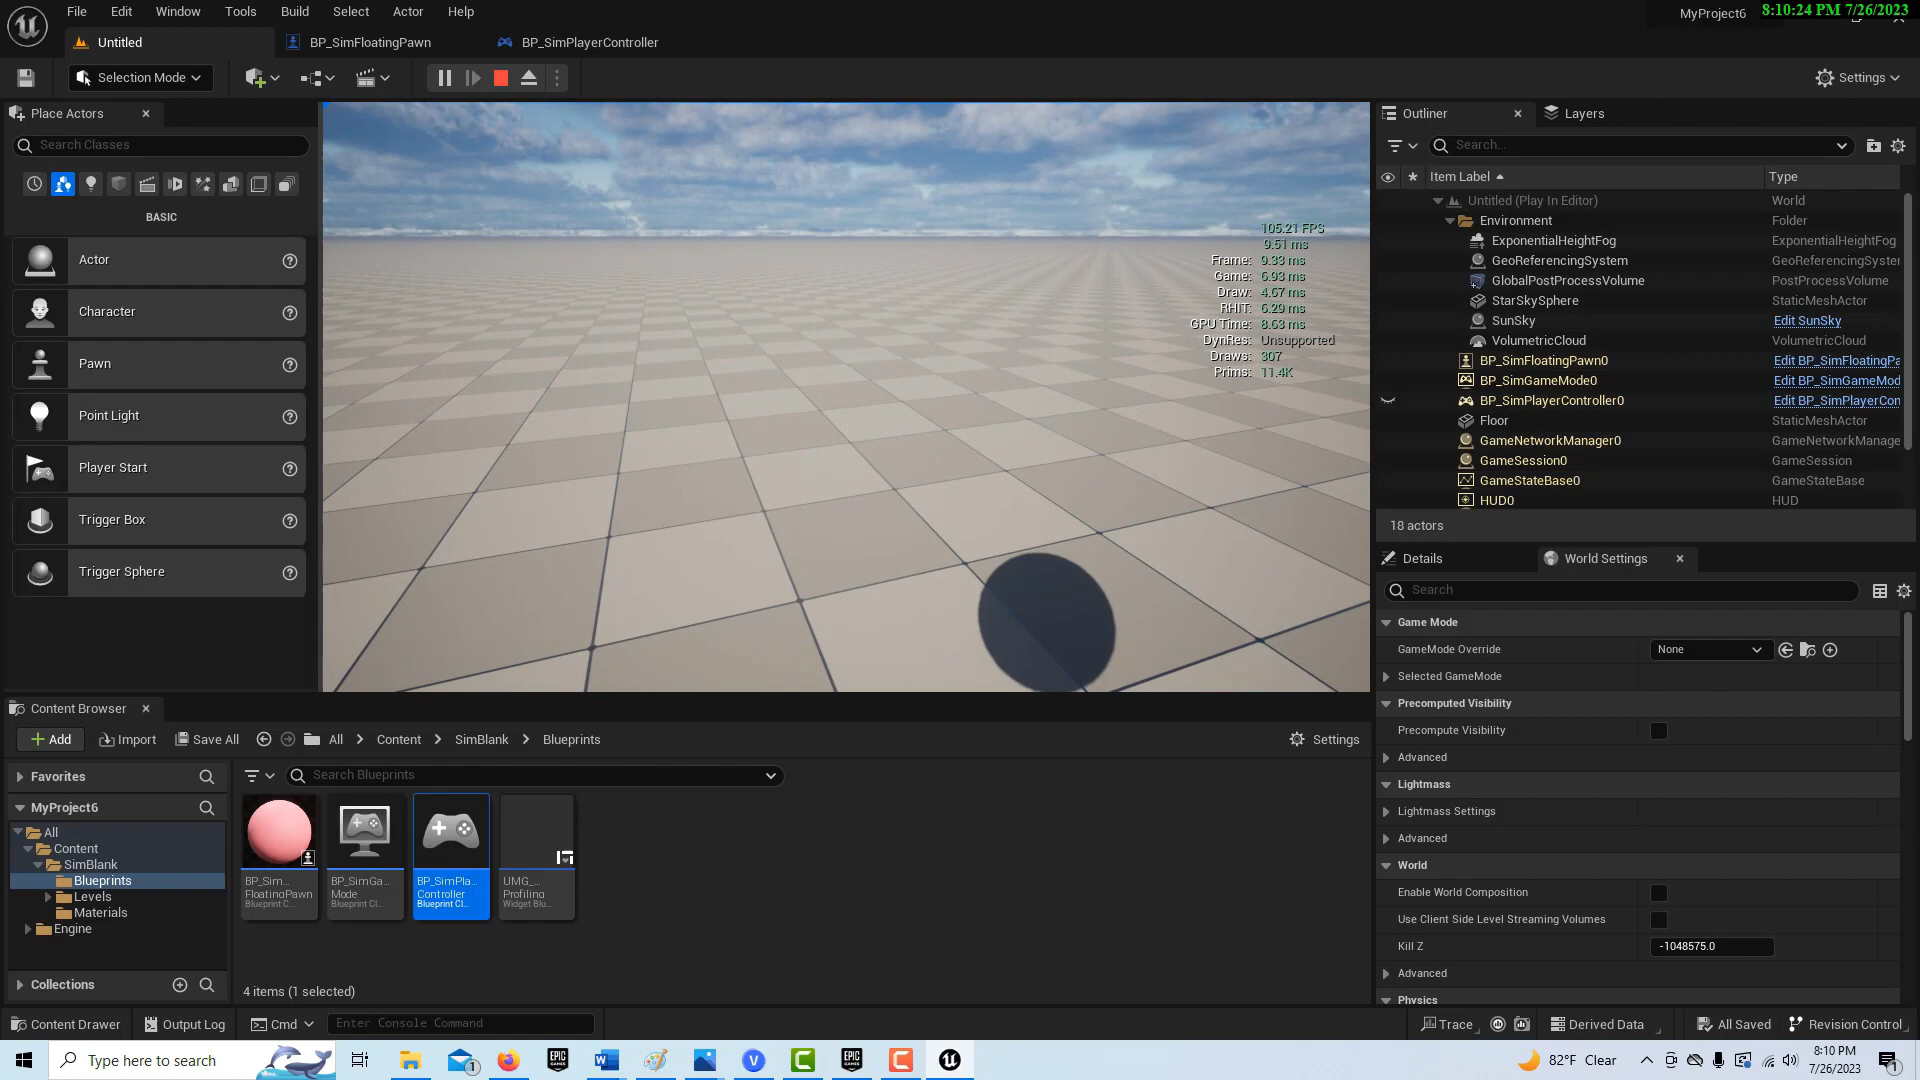 File Edit Window Tools Build Select Actor Help
MyProject6
8:10:24 PM 7/26/2023
Untitled
BP_SimFloatingPawn
BP_SimPlayerController
Selection Mode
Settings
Place Actors
Search Classes
BASIC
Actor
Character
Pawn
Point Light
Player Start
Trigger Box
Trigger Sphere
105.21 FPS
9.51 ms
Frame: 9.33 ms
Game: 6.93 ms
Draw: 4.67 ms
RHIT: 6.29 ms
GPU Time: 8.63 ms
DynRes: Unsupported
Draws: 307
Prims: 11.4K
Outliner
Layers
Search...
Item Label
Type
Untitled (Play In Editor) World
Environment Folder
ExponentialHeightFog ExponentialHeightFog
GeoReferencingSystem GeoReferencingSyster
GlobalPostProcessVolume PostProcessVolume
StarSkySphere StaticMeshActor
SunSky Edit SunSky
VolumetricCloud VolumetricCloud
BP_SimFloatingPawn0 Edit BP_SimFloatingPa
BP_SimGameMode0 Edit BP_SimGameMod
BP_SimPlayerController0 Edit BP_SimPlayerCon
Floor StaticMeshActor
GameNetworkManager0 GameNetworkManage
GameSession0 GameSession
GameStateBase0 GameStateBase
HUD0 HUD
18 actors
Details
World Settings
Search
Game Mode
GameMode Override None
Selected GameMode
Precomputed Visibility
Precompute Visibility
Advanced
Lightmass
Lightmass Settings
Advanced
World
Enable World Composition
Use Client Side Level Streaming Volumes
Kill Z -1048575.0
Advanced
Physics
Content Browser
Add Import Save All All Content SimBlank Blueprints Settings
Favorites
MyProject6
All
Content
SimBlank
Blueprints
Levels
Materials
Engine
Collections
Search Blueprints
BP_Sim...
FloatingPawn
Blueprint C...
BP_SimGa...
Mode
Blueprint Cl...
BP_SimPla...
Controller
Blueprint Cl...
UMG_...
Profiling
Widget Blu...
4 items (1 selected)
Content Drawer Output Log Cmd Enter Console Command Trace Derived Data All Saved Revision Control
Type here to search
EPIC GAMES
EPIC GAMES
82°F Clear
8:10 PM
7/26/2023